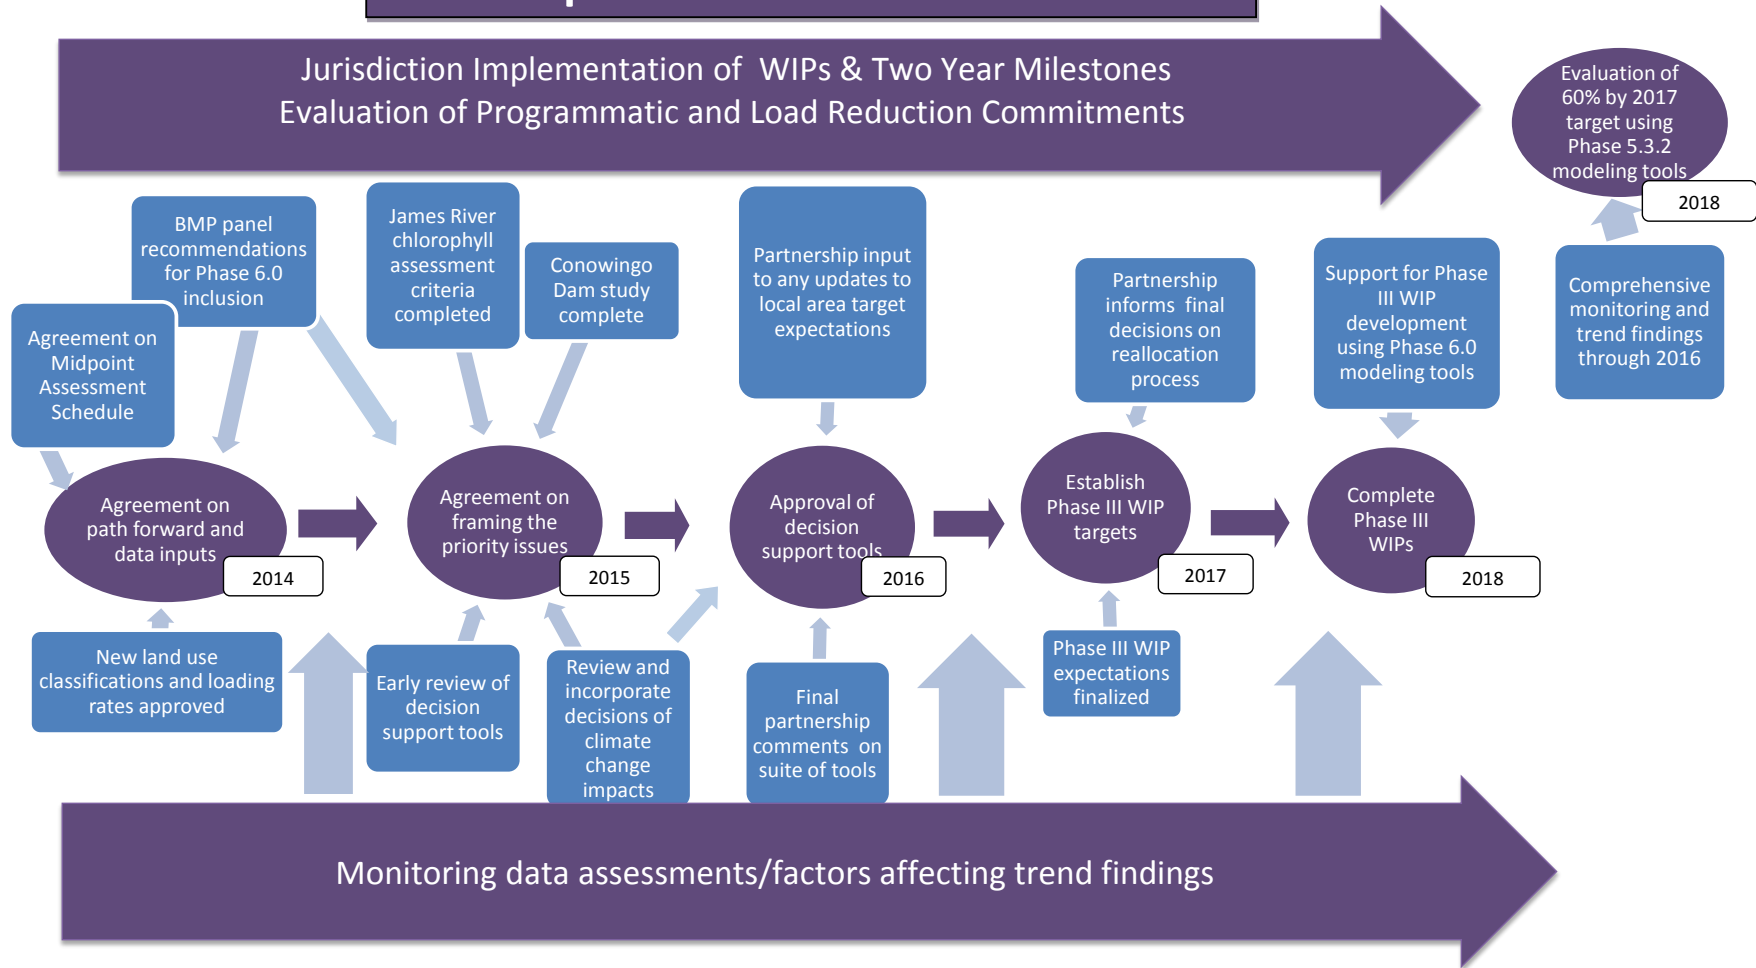 Jurisdiction Implementation of WIPs & Two Year Milestones
Evaluation of Programmatic and Load Reduction Commitments
Evaluation of
60% by 2017
target using
Phase 5.3.2
modeling tools
2018
BMP panel
recommendations
for Phase 6.0
inclusion
James River
chlorophyll
assessment
criteria
completed
Conowingo
Dam study
complete
Partnership input
to any updates to
local area target
expectations
Partnership
informs final
decisions on
reallocation
process
Support for Phase
III WIP
development
using Phase 6.0
modeling tools
Comprehensive
monitoring and
trend findings
through 2016
Agreement on
Midpoint
Assessment
Schedule
Agreement on
path forward and
data inputs
2014
Agreement on
framing the
priority issues
2015
Approval of
decision
support tools
2016
Establish
Phase III WIP
targets
2017
Complete
Phase III
WIPs
2018
New land use
classifications and loading
rates approved
Early review of
decision
support tools
Review and
incorporate
decisions of
climate
change
impacts
Final
partnership
comments on
suite of tools
Phase III WIP
expectations
finalized
Monitoring data assessments/factors affecting trend findings